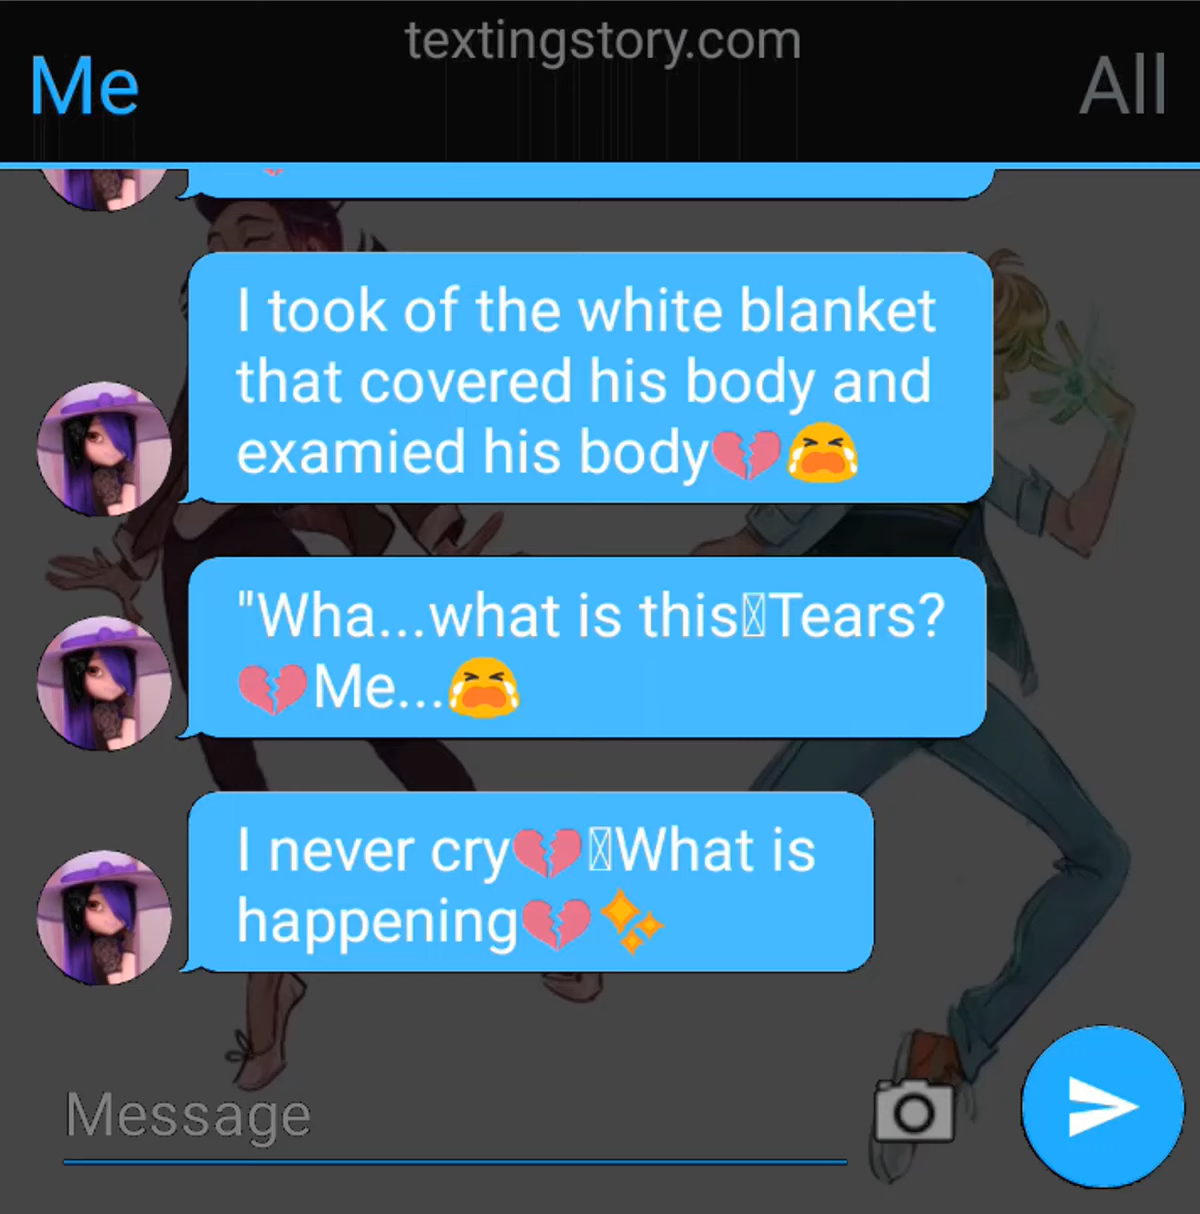 textingstory.com
Me
All
I took of the white blanket
that covered his body and
examied his body💔😭
"Wha...what is this Tears?
💔Me...😭
I never cry💔 What is
happening💔✨
Message